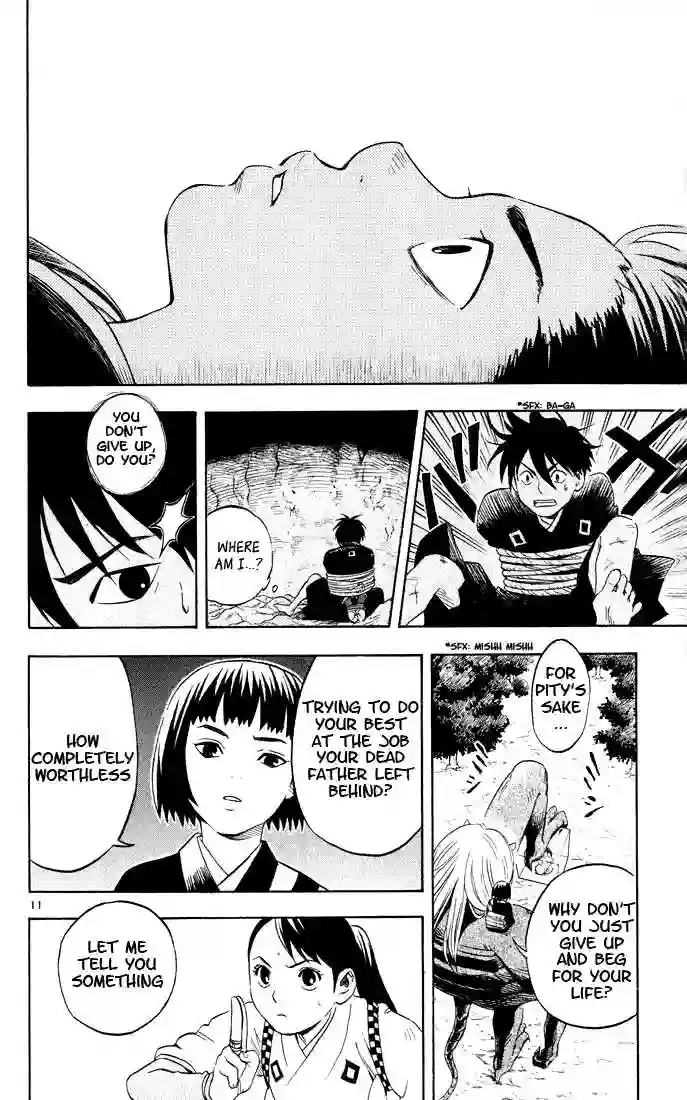 *SFX: BA-GA
WHERE
AM I...?
YOU
DON'T
GIVE UP,
DO YOU?
*SFX: MISHH MISHH
FOR
PITY'S
SAKE
...
WHY DON'T
YOU JUST
GIVE UP
AND BEG
FOR YOUR
LIFE?
TRYING TO DO
YOUR BEST
AT THE JOB
YOUR DEAD
FATHER LEFT
BEHIND?
HOW
COMPLETELY
WORTHLESS
11
LET ME
TELL YOU
SOMETHING